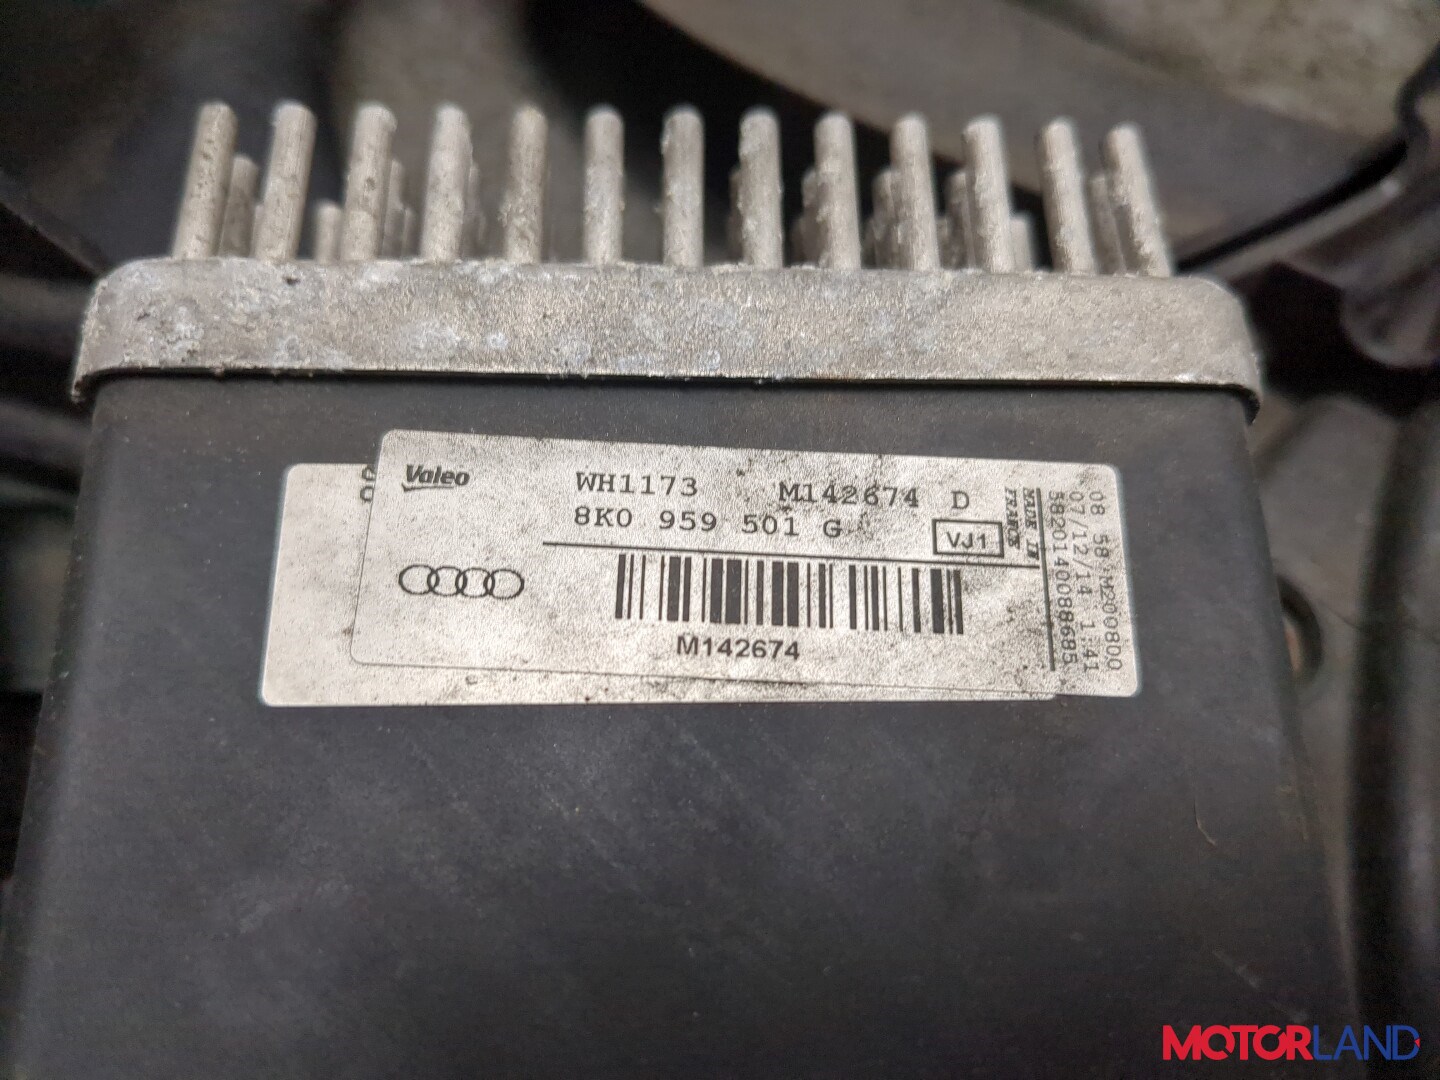 Valeo
WH1173 M142674 D
8K0 959 501 G
VJ1
MADE IN
FRANCE
M142674
08 58 M200800
07/12/14 1:41
5820140088685
MOTORLAND